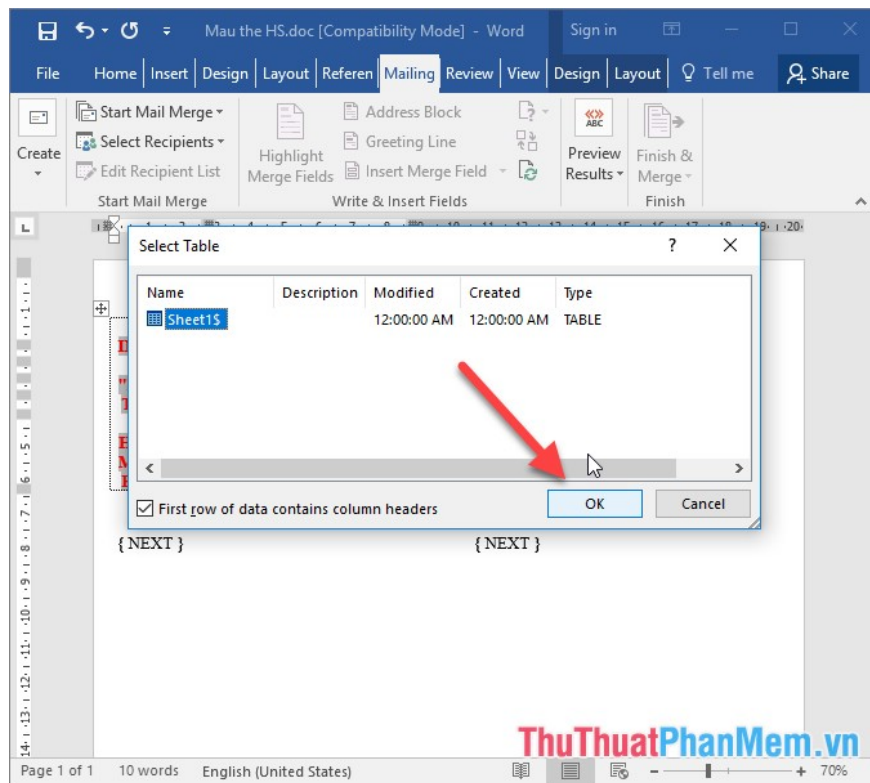 Mau the HS.doc [Compatibility Mode] - Word Sign in
File Home Insert Design Layout Referen Mailing Review View Design Layout Tell me Share
Start Mail Merge Address Block
Create Select Recipients Highlight Merge Fields Greeting Line ABC Preview Results Finish & Merge
Edit Recipient List Insert Merge Field
Start Mail Merge Write & Insert Fields Finish
Select Table ?
Name Description Modified Created Type
Sheet1$ 12:00:00 AM 12:00:00 AM TABLE
First row of data contains column headers OK Cancel
{ NEXT } { NEXT }
ThuThuatPhanMem.vn
Page 1 of 1 10 words English (United States) 70%